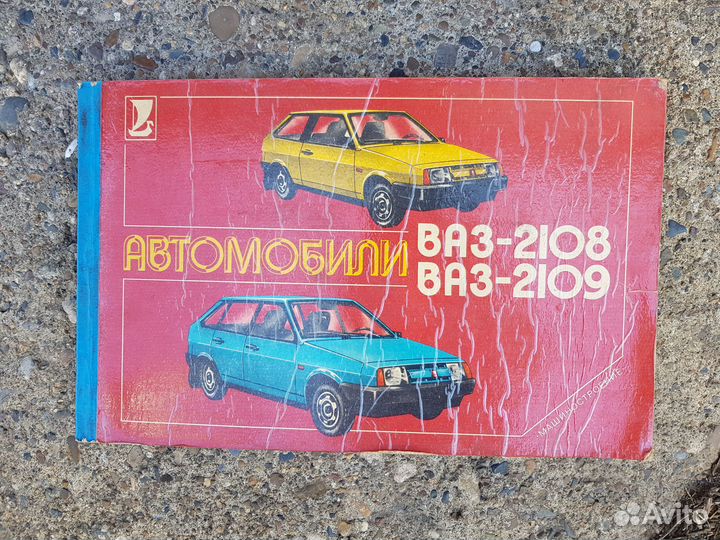 АВТОМОБИЛИ
ВАЗ-2108
ВАЗ-2109
МАШИНОСТРОЕНИЕ
Avito